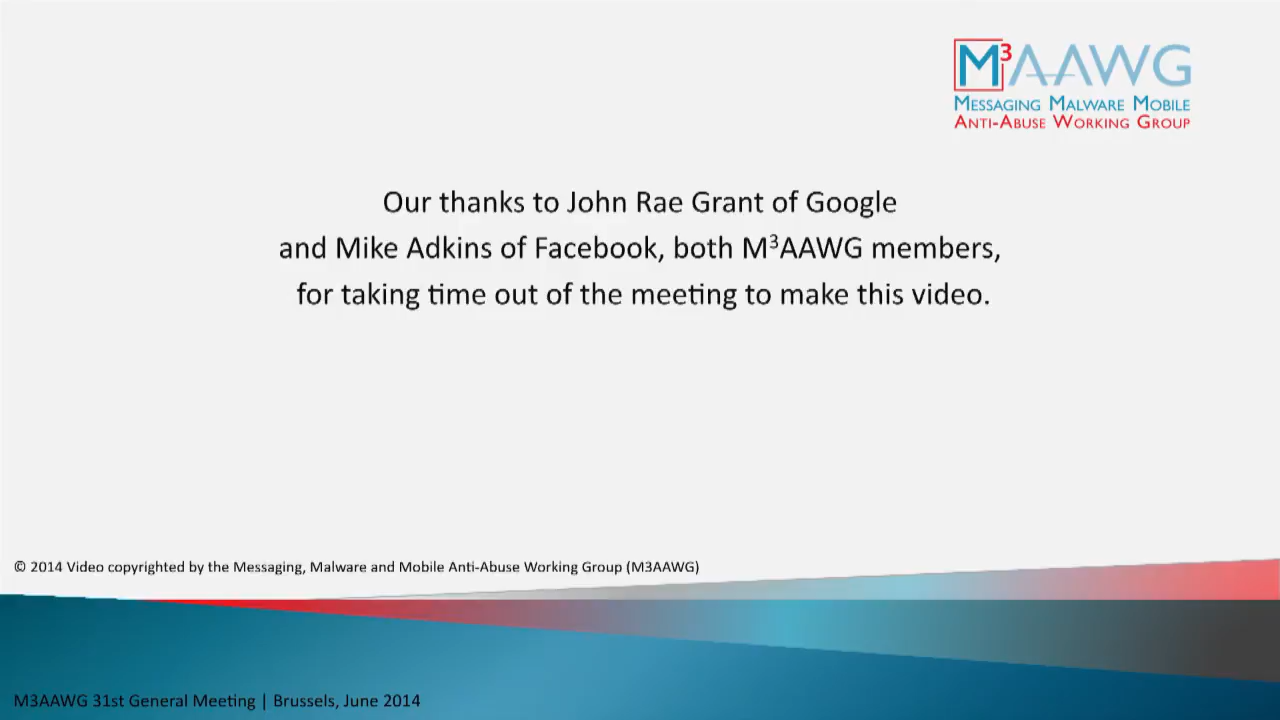 M³AAWG
Messaging Malware Mobile
Anti-Abuse Working Group
Our thanks to John Rae Grant of Google
and Mike Adkins of Facebook, both M³AAWG members,
for taking time out of the meeting to make this video.
© 2014 Video copyrighted by the Messaging, Malware and Mobile Anti-Abuse Working Group (M3AAWG)
M3AAWG 31st General Meeting | Brussels, June 2014